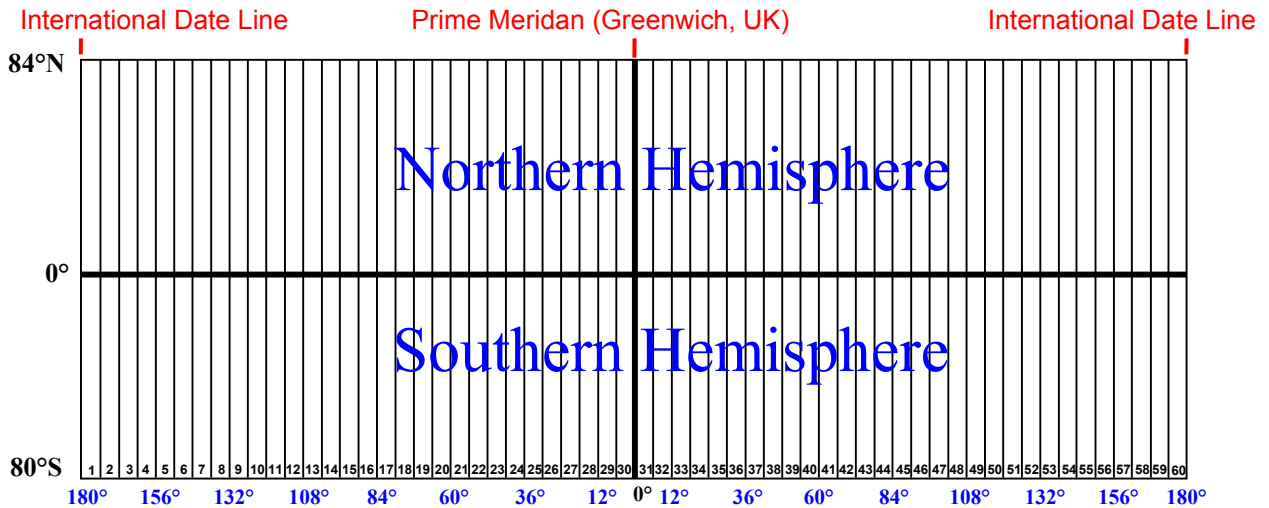 International Date Line Prime Meridan (Greenwich, UK) International Date Line
84°N
Northern Hemisphere
0°
Southern Hemisphere
80°S 1 2 3 4 5 6 7 8 9 10 11 12 13 14 15 16 17 18 19 20 21 22 23 24 25 26 27 28 29 30 31 32 33 34 35 36 37 38 39 40 41 42 43 44 45 46 47 48 49 50 51 52 53 54 55 56 57 58 59 60
180° 156° 132° 108° 84° 60° 36° 12° 0° 12° 36° 60° 84° 108° 132° 156° 180°